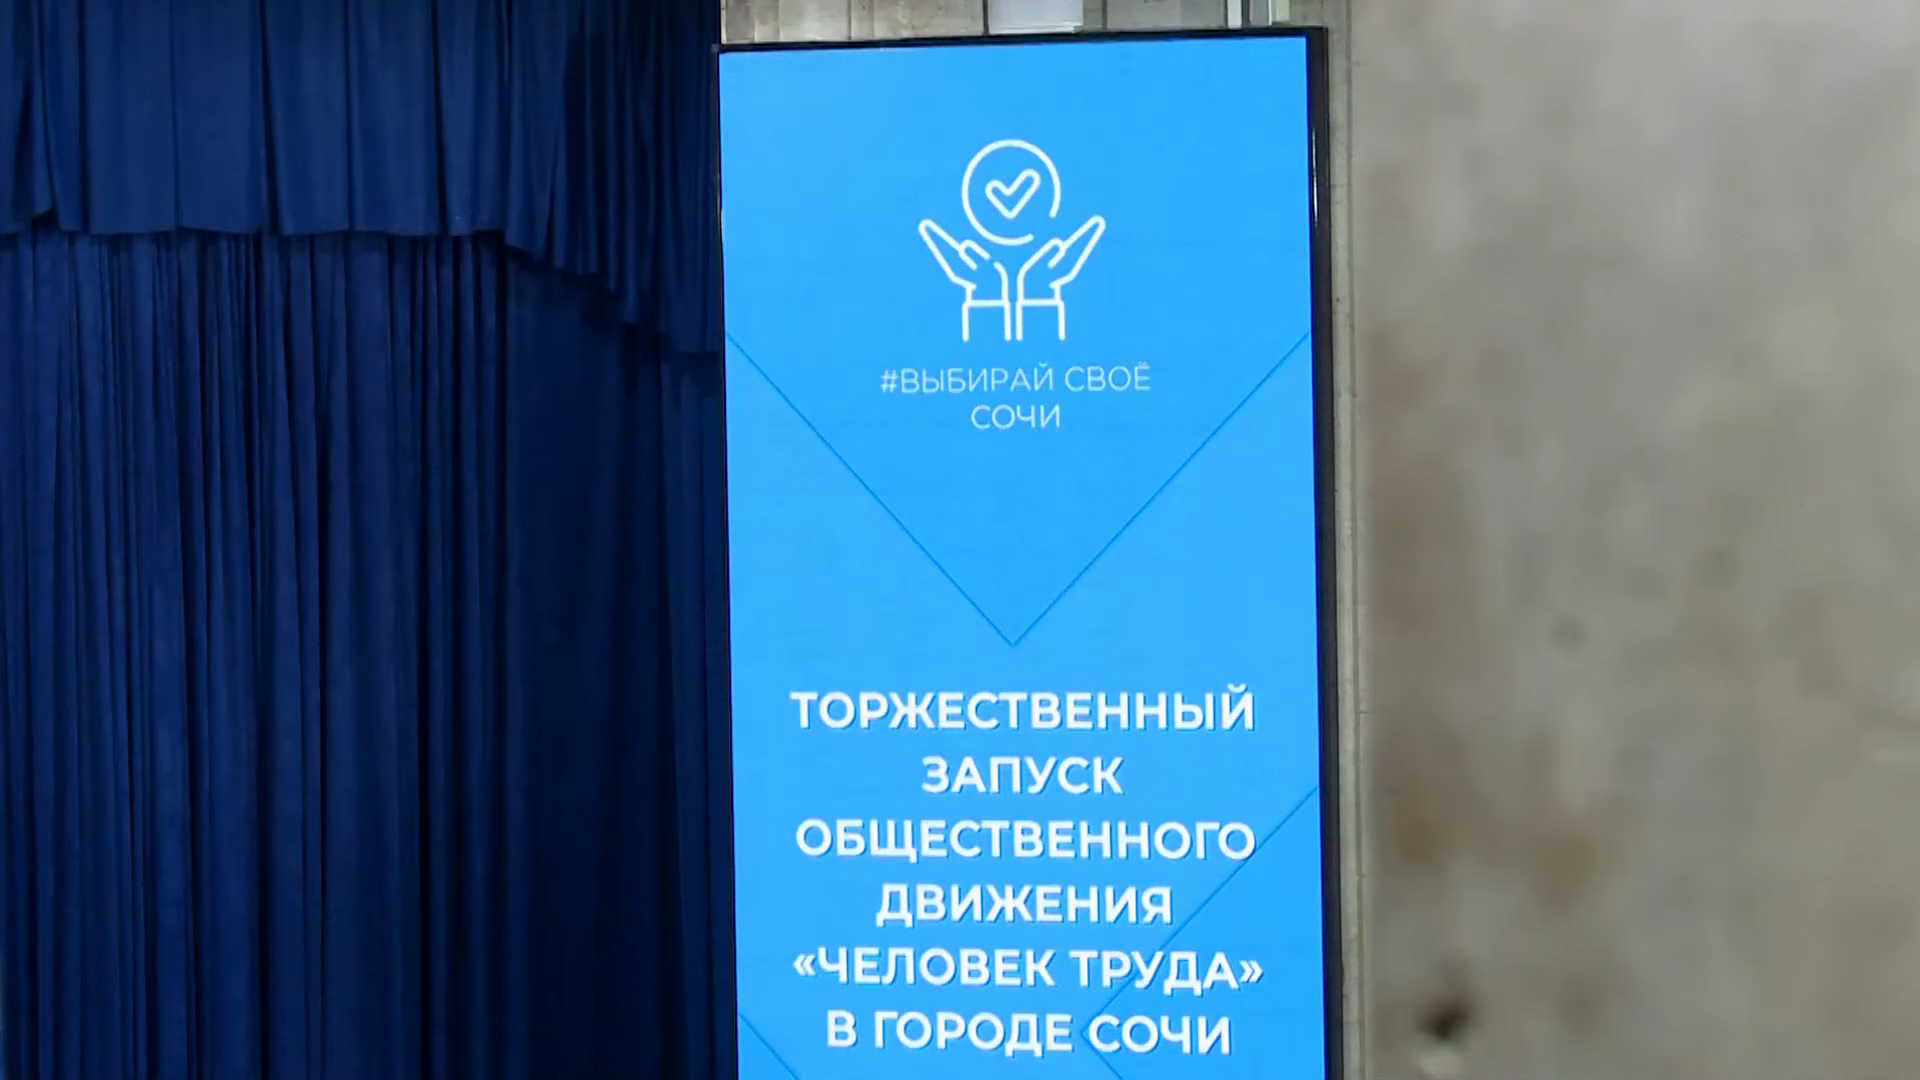 #ВЫБИРАЙ СВОЁ
СОЧИ
ТОРЖЕСТВЕННЫЙ
ЗАПУСК
ОБЩЕСТВЕННОГО
ДВИЖЕНИЯ
«ЧЕЛОВЕК ТРУДА»
В ГОРОДЕ СОЧИ